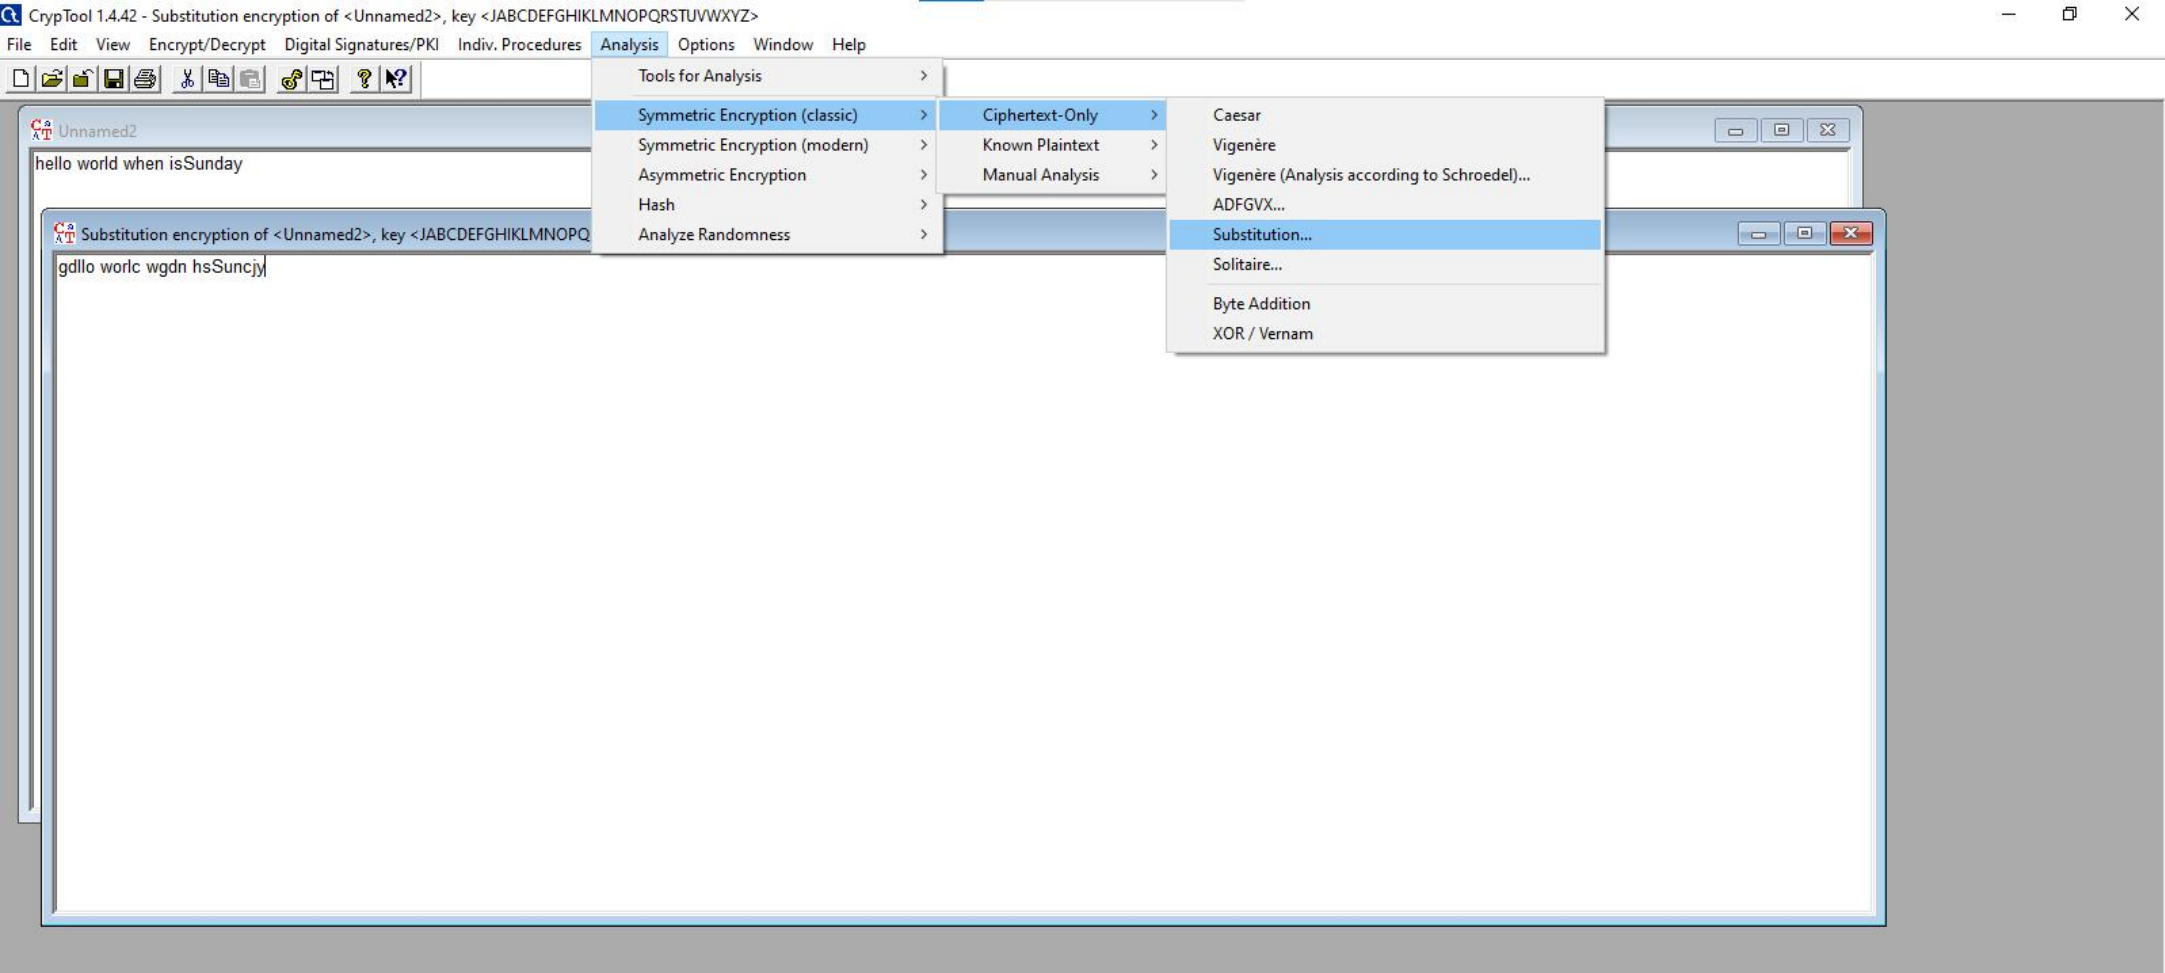 CrypTool 1.4.42 - Substitution encryption of <Unnamed2>, key <JABCDEFGHIKLMNOPQRSTUVWXYZ>
File Edit View Encrypt/Decrypt Digital Signatures/PKI Indiv. Procedures Analysis Options Window Help
Tools for Analysis
Symmetric Encryption (classic)
Symmetric Encryption (modern)
Asymmetric Encryption
Hash
Analyze Randomness
Ciphertext-Only
Known Plaintext
Manual Analysis
Caesar
Vigenère
Vigenère (Analysis according to Schroedel)...
ADFGVX...
Substitution...
Solitaire...
Byte Addition
XOR / Vernam
Unnamed2
hello world when isSunday
Substitution encryption of <Unnamed2>, key <JABCDEFGHIKLMNOPQ
gdllo worlc wgdn hsSuncjy